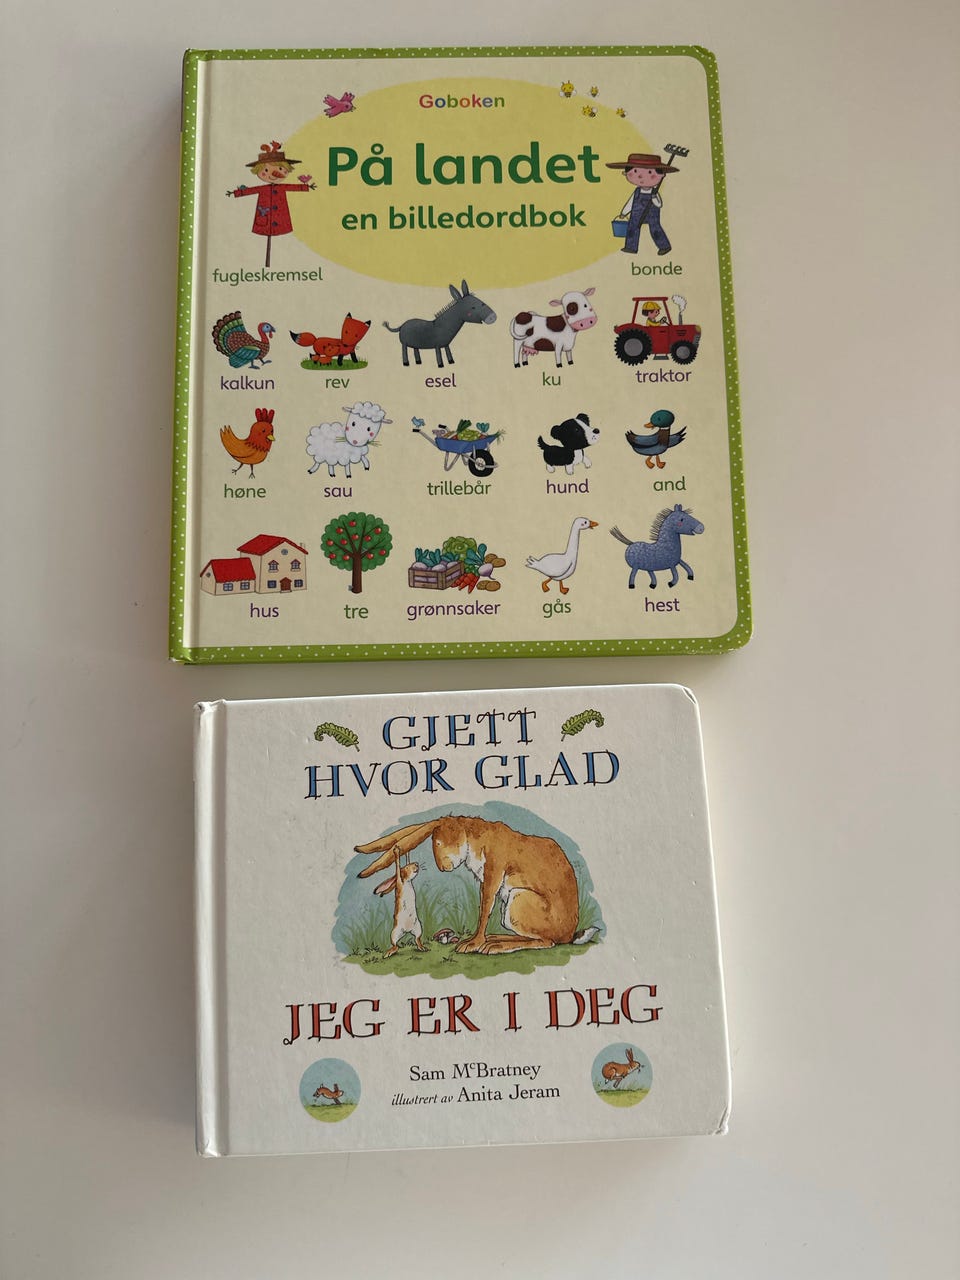 Goboken
På landet
en billedordbok
fugleskremsel
bonde
kalkun
rev
esel
ku
traktor
høne
sau
trillebår
hund
and
hus
tre
grønnsaker
gås
hest
GJETT
HVOR GLAD
JEG ER I DEG
Sam McBratney
illustrert av Anita Jeram